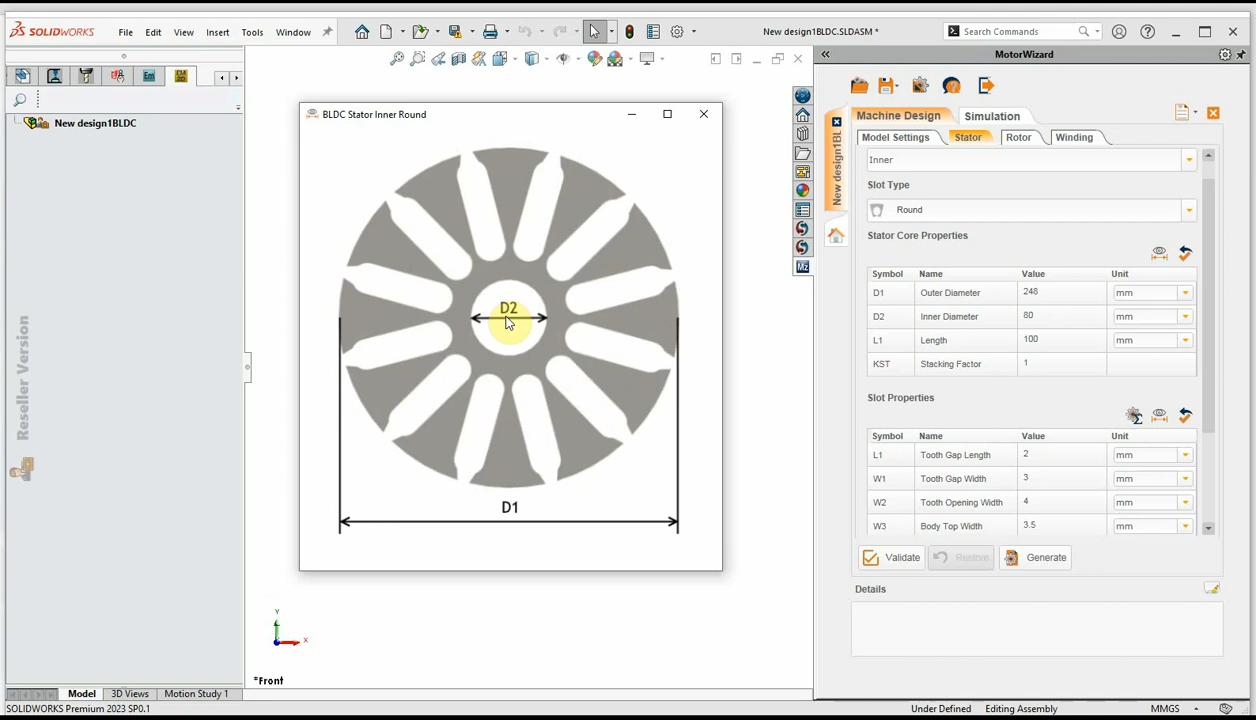 SOLIDWORKS File Edit View Insert Tools Window New design1BLDC.SLDASM * Search Commands
MotorWizard
Machine Design Simulation
Model Settings Stator Rotor Winding
New design1BLDC
BLDC Stator Inner Round
D2
D1
New design1BL
Inner
Slot Type
Round
Stator Core Properties
Symbol Name Value Unit
D1 Outer Diameter 248 mm
D2 Inner Diameter 80 mm
L1 Length 100 mm
KST Stacking Factor 1
Slot Properties
Symbol Name Value Unit
L1 Tooth Gap Length 2 mm
W1 Tooth Gap Width 3 mm
W2 Tooth Opening Width 4 mm
W3 Body Top Width 3.5 mm
Validate Restore Generate
Details
Reseller Version
Y
X
*Front
Model 3D Views Motion Study 1
SOLIDWORKS Premium 2023 SP0.1 Under Defined Editing Assembly MMGS
Em
Mz